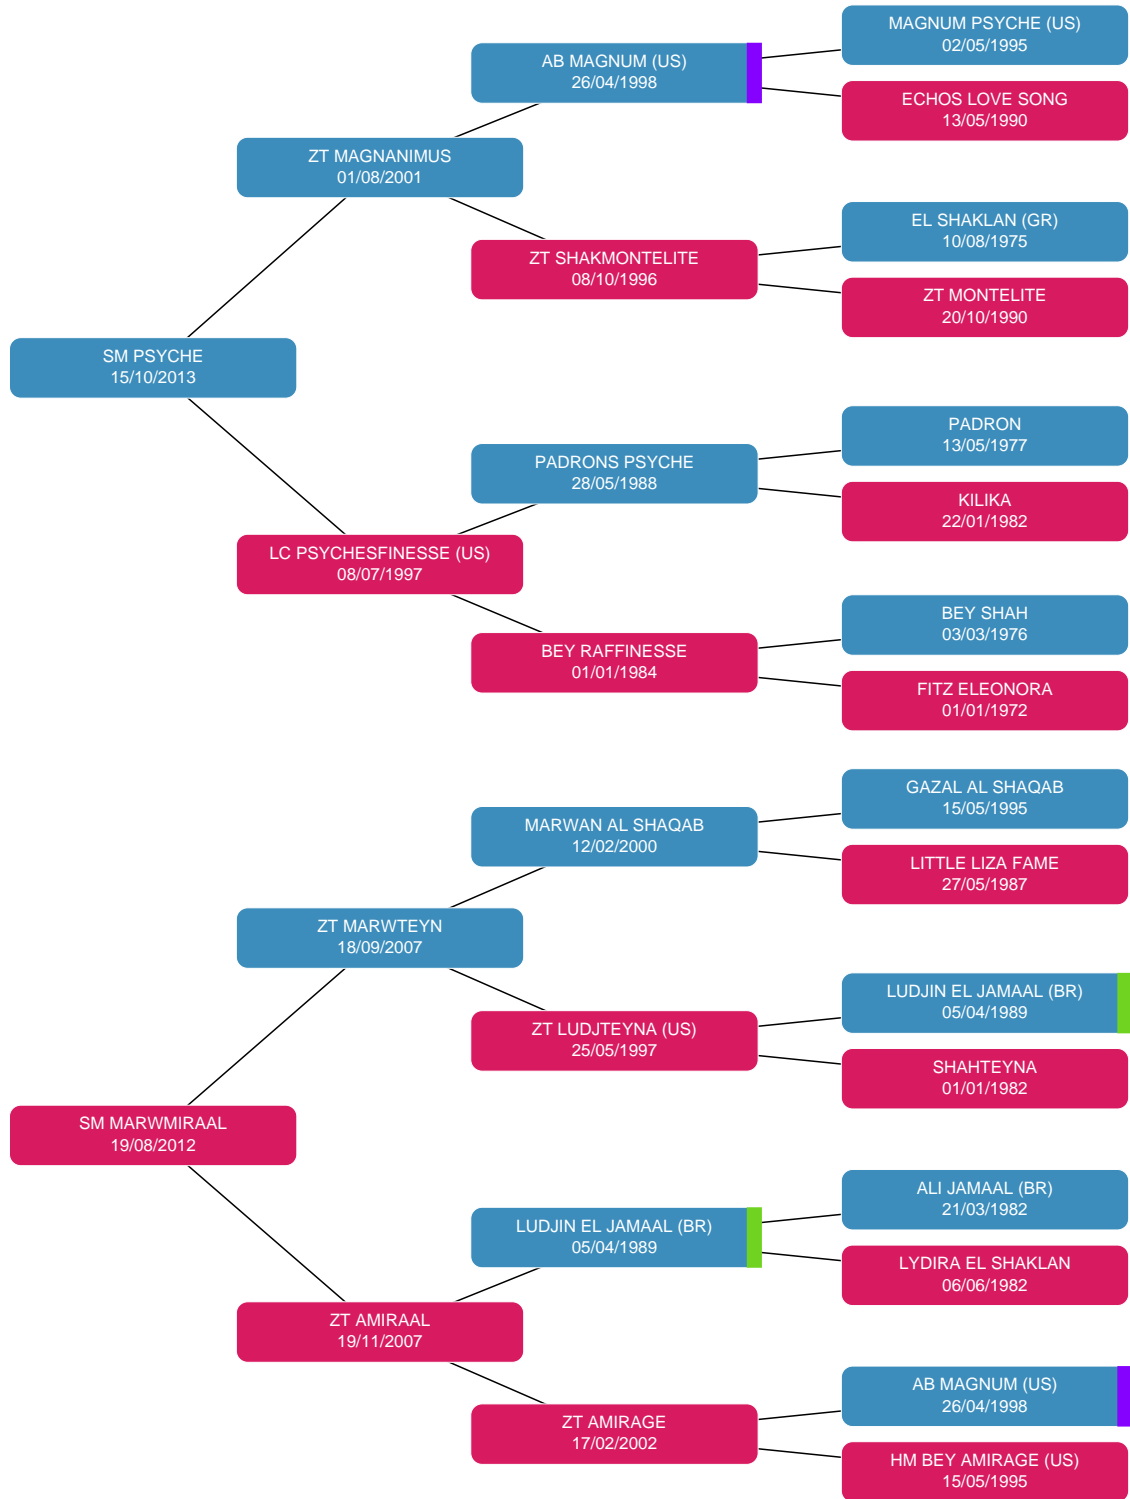 MAGNUM PSYCHE (US)
02/05/1995
AB MAGNUM (US)
26/04/1998
ECHOS LOVE SONG
13/05/1990
ZT MAGNANIMUS
01/08/2001
EL SHAKLAN (GR)
10/08/1975
ZT SHAKMONTELITE
08/10/1996
ZT MONTELITE
20/10/1990
SM PSYCHE
15/10/2013
PADRON
13/05/1977
PADRONS PSYCHE
28/05/1988
KILIKA
22/01/1982
LC PSYCHESFINESSE (US)
08/07/1997
BEY SHAH
03/03/1976
BEY RAFFINESSE
01/01/1984
FITZ ELEONORA
01/01/1972
GAZAL AL SHAQAB
15/05/1995
MARWAN AL SHAQAB
12/02/2000
LITTLE LIZA FAME
27/05/1987
ZT MARWTEYN
18/09/2007
LUDJIN EL JAMAAL (BR)
05/04/1989
ZT LUDJTEYNA (US)
25/05/1997
SHAHTEYNA
01/01/1982
SM MARWMIRAAL
19/08/2012
ALI JAMAAL (BR)
21/03/1982
LUDJIN EL JAMAAL (BR)
05/04/1989
LYDIRA EL SHAKLAN
06/06/1982
ZT AMIRAAL
19/11/2007
AB MAGNUM (US)
26/04/1998
ZT AMIRAGE
17/02/2002
HM BEY AMIRAGE (US)
15/05/1995